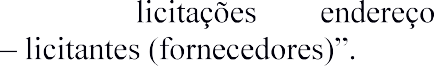 licitações endereço
– licitantes (fornecedores)”.